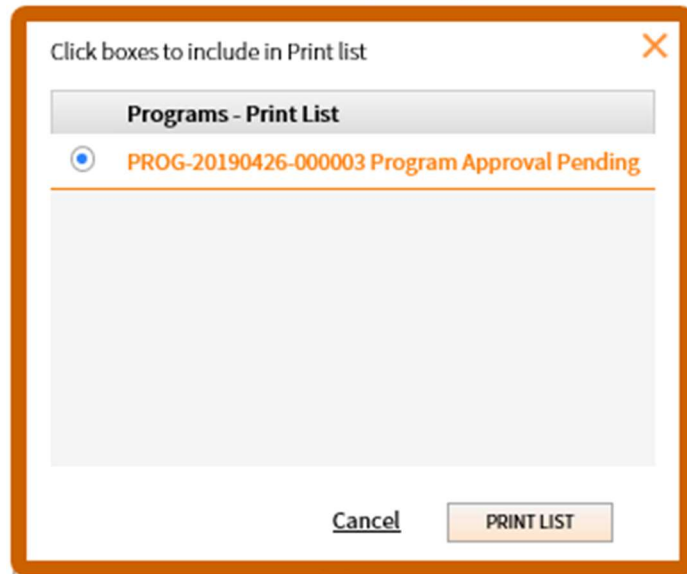 Click boxes to include in Print list
Programs - Print List
PROG-20190426-000003 Program Approval Pending
Cancel
PRINT LIST